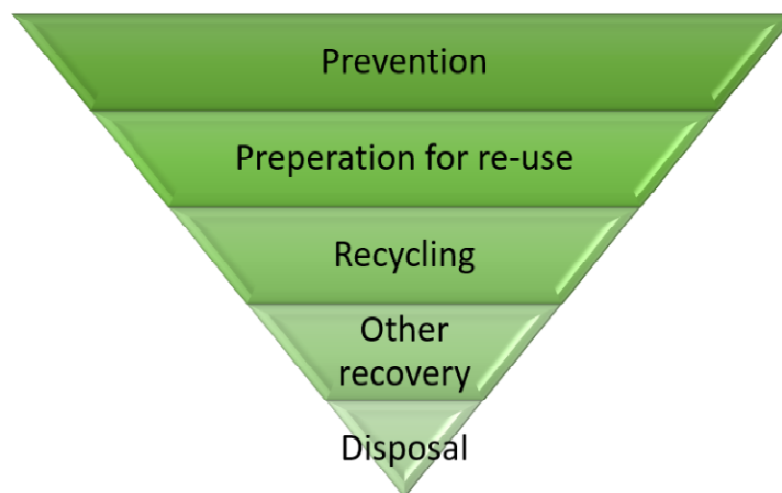 Prevention
Preperation for re-use
Recycling
Other
recovery
Disposal